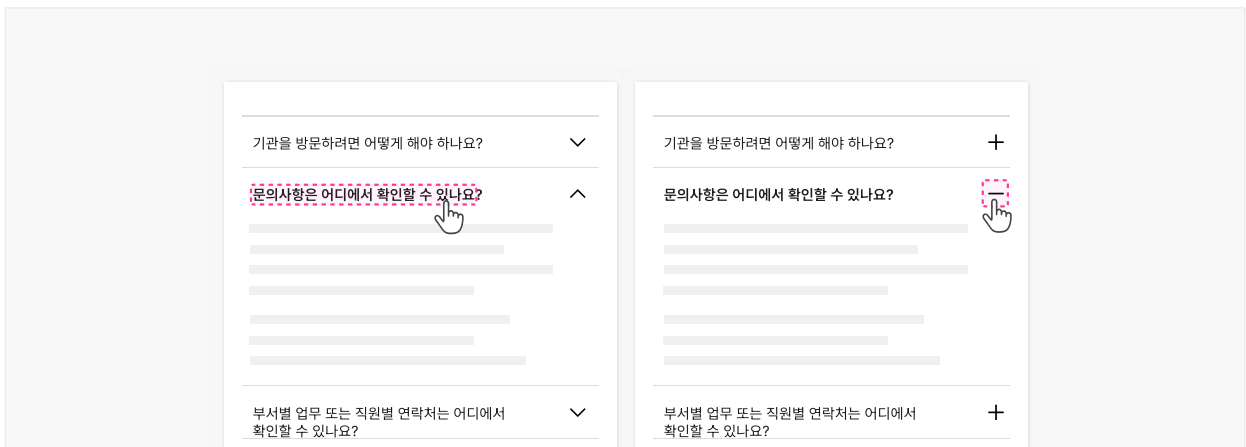 기관을 방문하려면 어떻게 해야 하나요?
문의사항은 어디에서 확인할 수 있나요?
부서별 업무 또는 직원별 연락처는 어디에서
확인할 수 있나요?
기관을 방문하려면 어떻게 해야 하나요?
문의사항은 어디에서 확인할 수 있나요?
부서별 업무 또는 직원별 연락처는 어디에서
확인할 수 있나요?